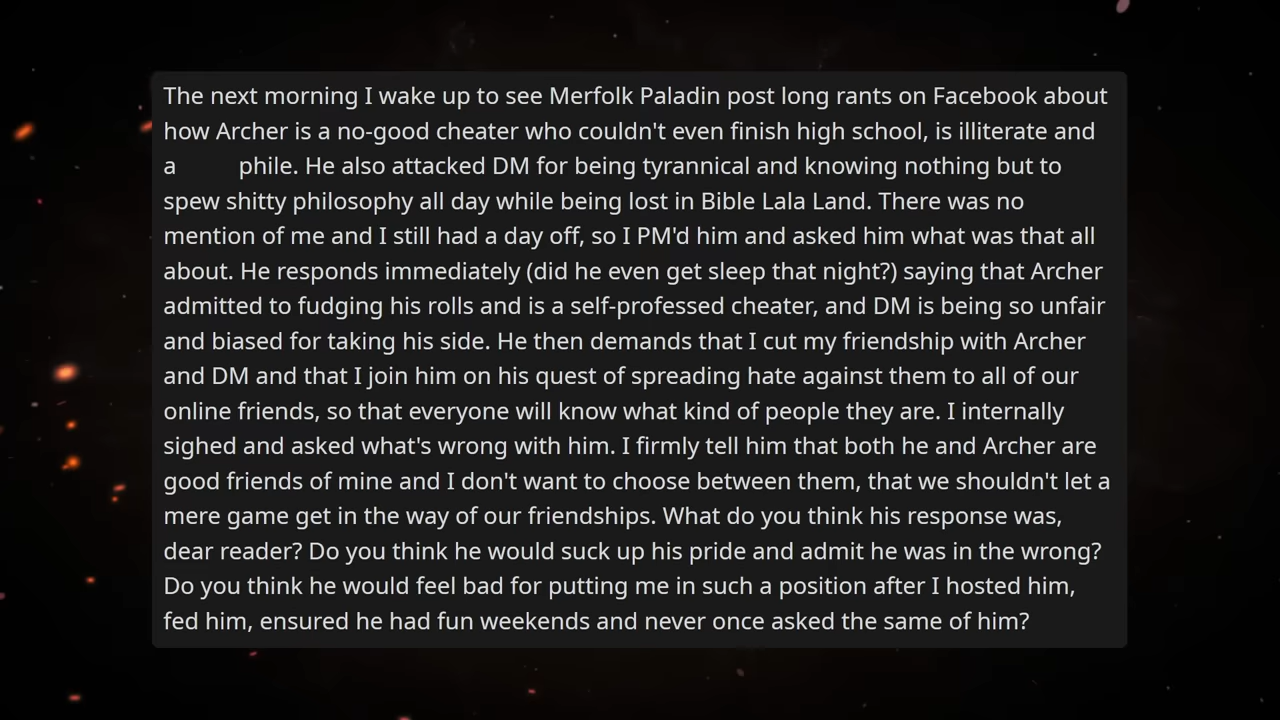 The next morning I wake up to see Merfolk Paladin post long rants on Facebook about
how Archer is a no-good cheater who couldn't even finish high school, is illiterate and
a phile. He also attacked DM for being tyrannical and knowing nothing but to
spew shitty philosophy all day while being lost in Bible Lala Land. There was no
mention of me and I still had a day off, so I PM'd him and asked him what was that all
about. He responds immediately (did he even get sleep that night?) saying that Archer
admitted to fudging his rolls and is a self-professed cheater, and DM is being so unfair
and biased for taking his side. He then demands that I cut my friendship with Archer
and DM and that I join him on his quest of spreading hate against them to all of our
online friends, so that everyone will know what kind of people they are. I internally
sighed and asked what's wrong with him. I firmly tell him that both he and Archer are
good friends of mine and I don't want to choose between them, that we shouldn't let a
mere game get in the way of our friendships. What do you think his response was,
dear reader? Do you think he would suck up his pride and admit he was in the wrong?
Do you think he would feel bad for putting me in such a position after I hosted him,
fed him, ensured he had fun weekends and never once asked the same of him?